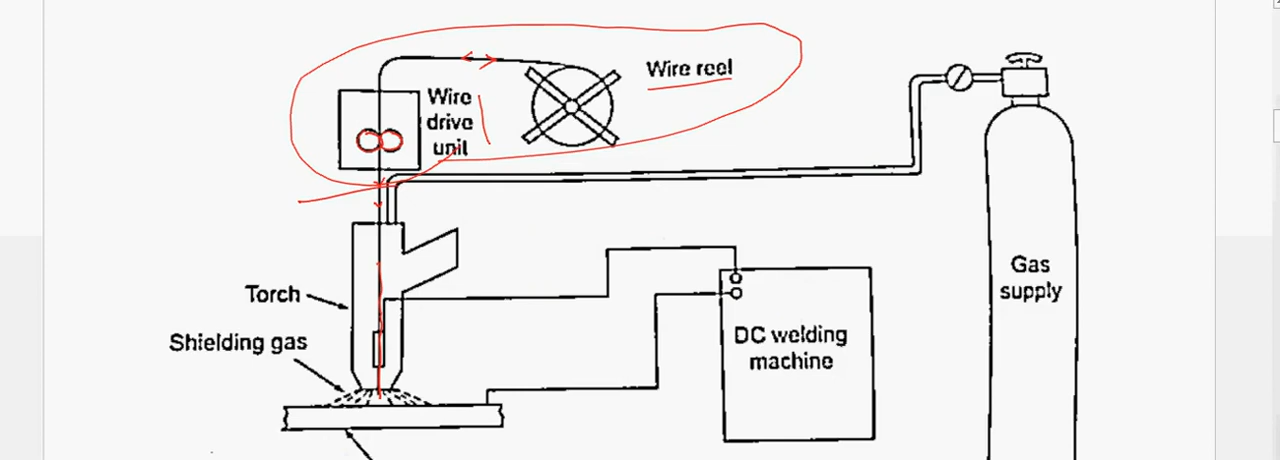 Wire reel
Wire
drive
unit
Gas
supply
Torch
Shielding gas
DC welding
machine